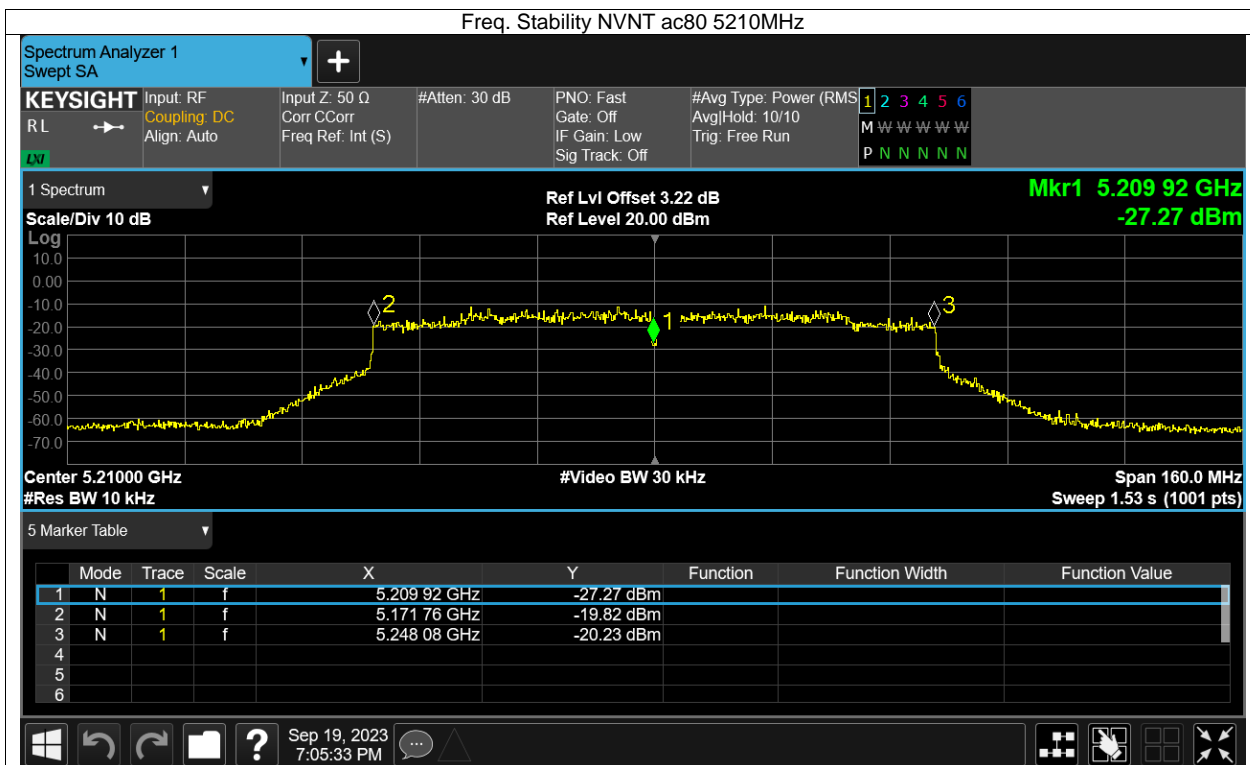 Freq. Stability NVNT ac80 5210MHz
Spectrum Analyzer 1
Swept SA
+
KEYSIGHT
RL
LXI
Input: RF
Coupling: DC
Align: Auto
Input Z: 50 Ω
Corr CCorr
Freq Ref: Int (S)
#Atten: 30 dB
PNO: Fast
Gate: Off
IF Gain: Low
Sig Track: Off
#Avg Type: Power (RMS
Avg|Hold: 10/10
Trig: Free Run
1 2 3 4 5 6
M W W W W W
P N N N N N
1 Spectrum
Scale/Div 10 dB
Ref Lvl Offset 3.22 dB
Ref Level 20.00 dBm
Mkr1 5.209 92 GHz
-27.27 dBm
Log
10.0
0.00
-10.0
-20.0
-30.0
-40.0
-50.0
-60.0
-70.0
2
1
3
Center 5.21000 GHz
#Video BW 30 kHz
Span 160.0 MHz
#Res BW 10 kHz
Sweep 1.53 s (1001 pts)
5 Marker Table
Mode Trace Scale X Y Function Function Width Function Value
1 N 1 f 5.209 92 GHz -27.27 dBm
2 N 1 f 5.171 76 GHz -19.82 dBm
3 N 1 f 5.248 08 GHz -20.23 dBm
4
5
6
?
Sep 19, 2023
7:05:33 PM